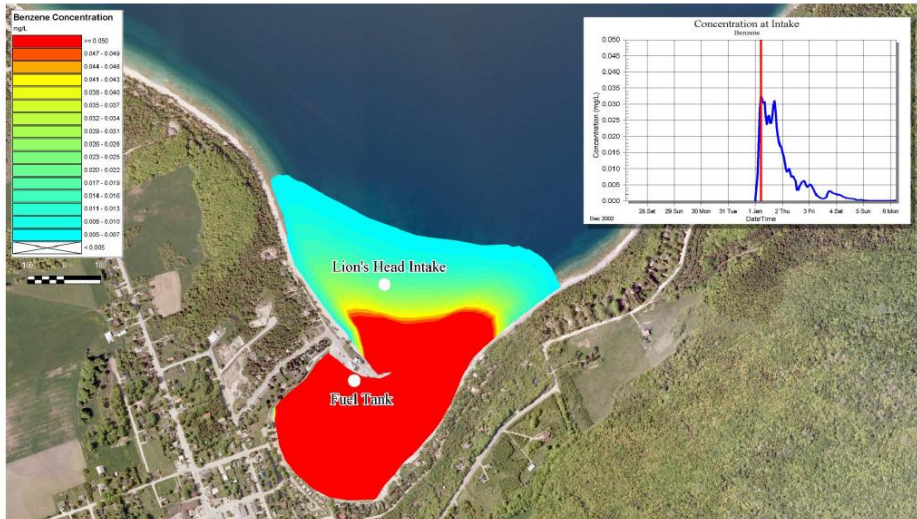 Benzene Concentration
mg/L
>= 0.050
0.047 - 0.049
0.044 - 0.046
0.041 - 0.043
0.038 - 0.040
0.035 - 0.037
0.032 - 0.034
0.029 - 0.031
0.026 - 0.028
0.023 - 0.025
0.020 - 0.022
0.017 - 0.019
0.014 - 0.016
0.011 - 0.013
0.008 - 0.010
0.005 - 0.007
< 0.005
Lion's Head Intake
Fuel Tank
Concentration at Intake
Benzene
Concentration (mg/L)
0.050
0.045
0.040
0.035
0.030
0.025
0.020
0.015
0.010
0.005
0.000
28 Sat
29 Sun
30 Mon
31 Tue
1 Jan
2 Thu
3 Fri
4 Sat
5 Sun
6 Mon
Dec 2002
Date/Time